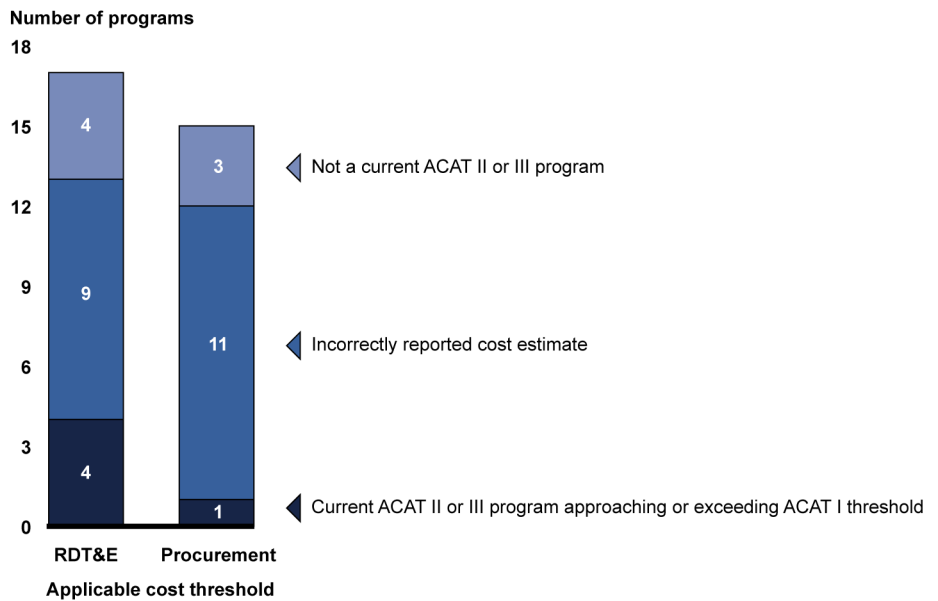 Number of programs
18
15
12
9
6
3
0
4
9
4
3
11
1
Not a current ACAT II or III program
Incorrectly reported cost estimate
Current ACAT II or III program approaching or exceeding ACAT I threshold
RDT&E Procurement
Applicable cost threshold